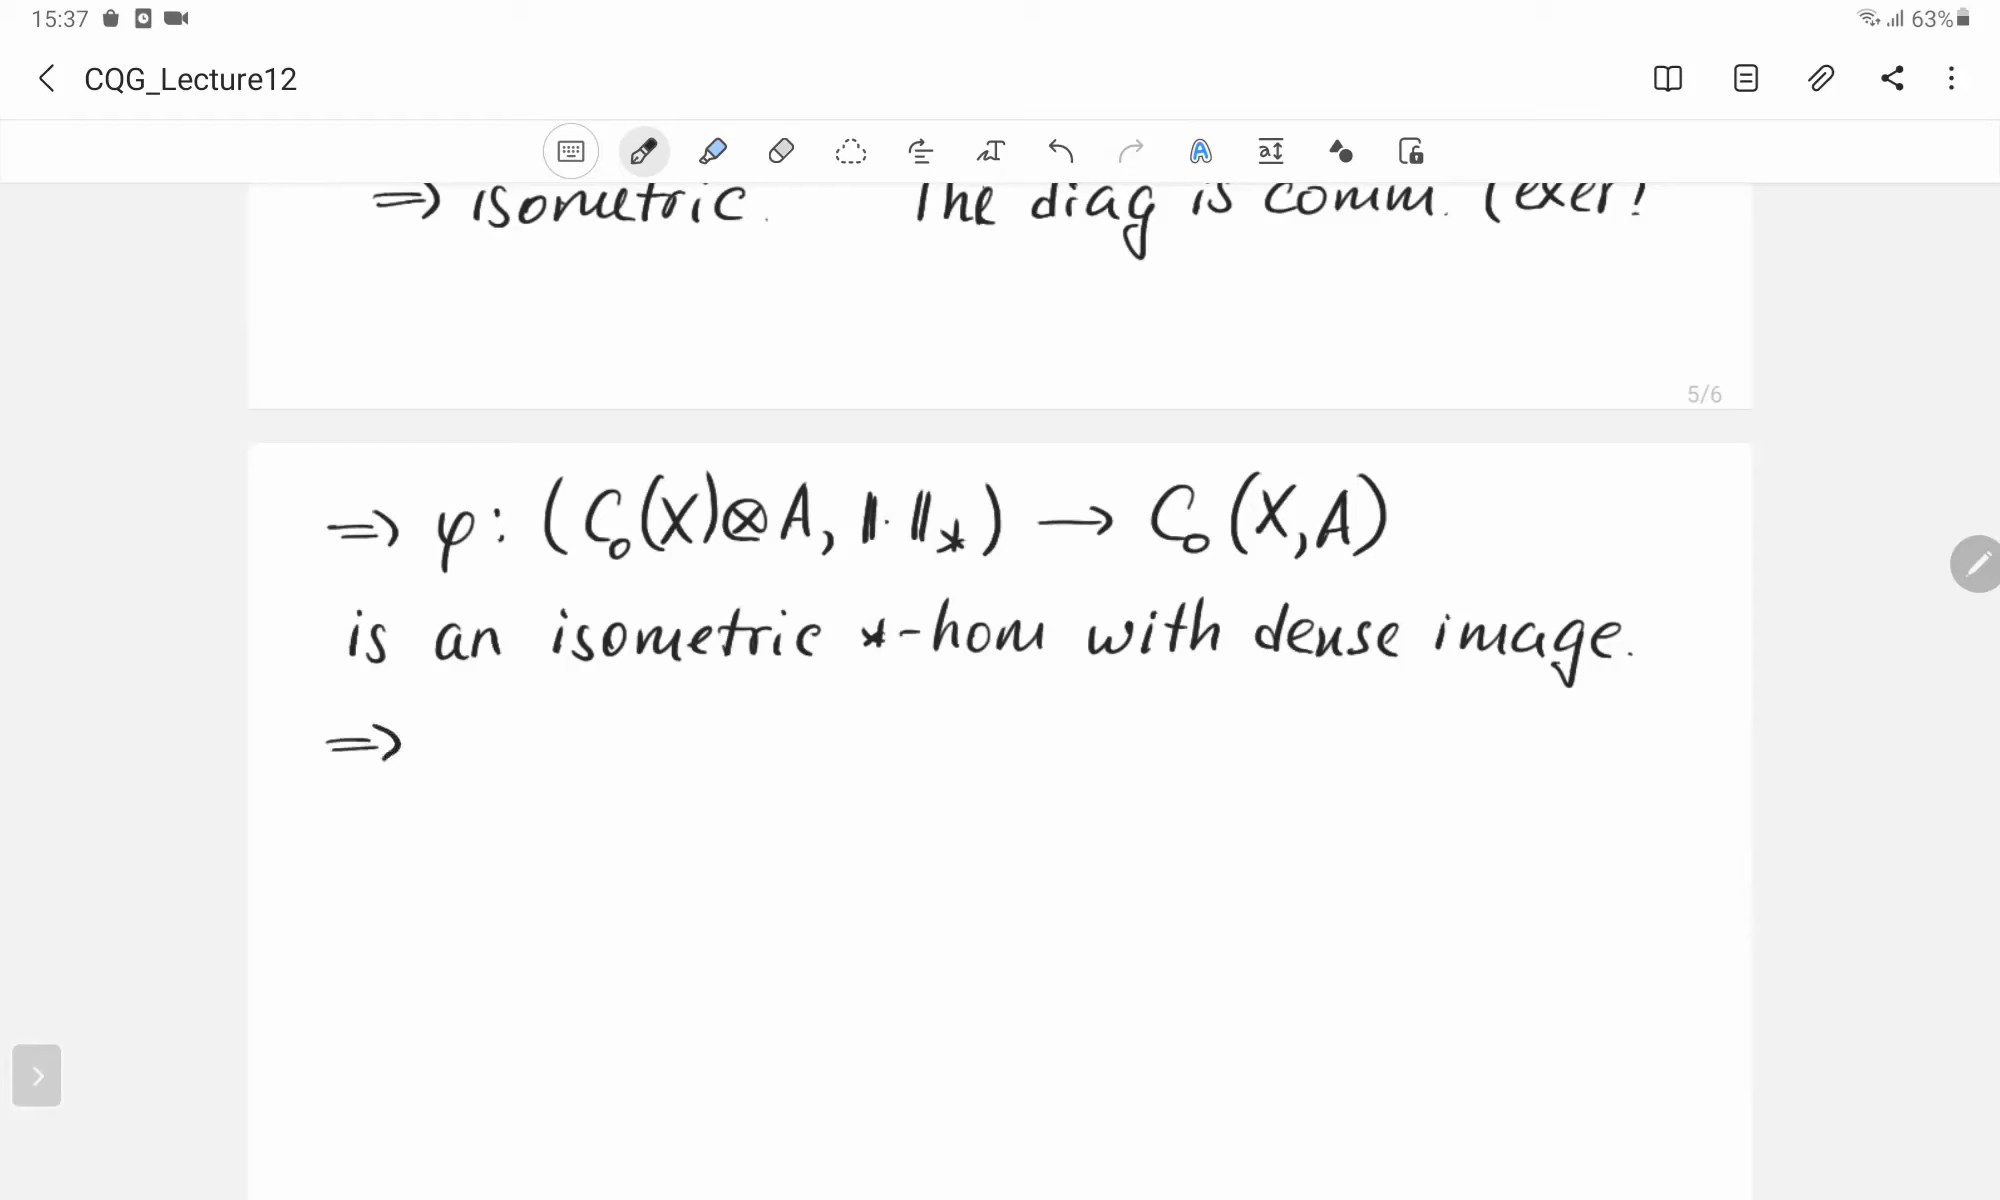 15:37 63%
CQG_Lecture12
⇒ isometric. The diag is comm. (exer!
5/6
⇒ φ: (C₀(X)⊗A, ‖·‖⁎) → C₀(X,A)
is an isometric *-hom with dense image.
⇒